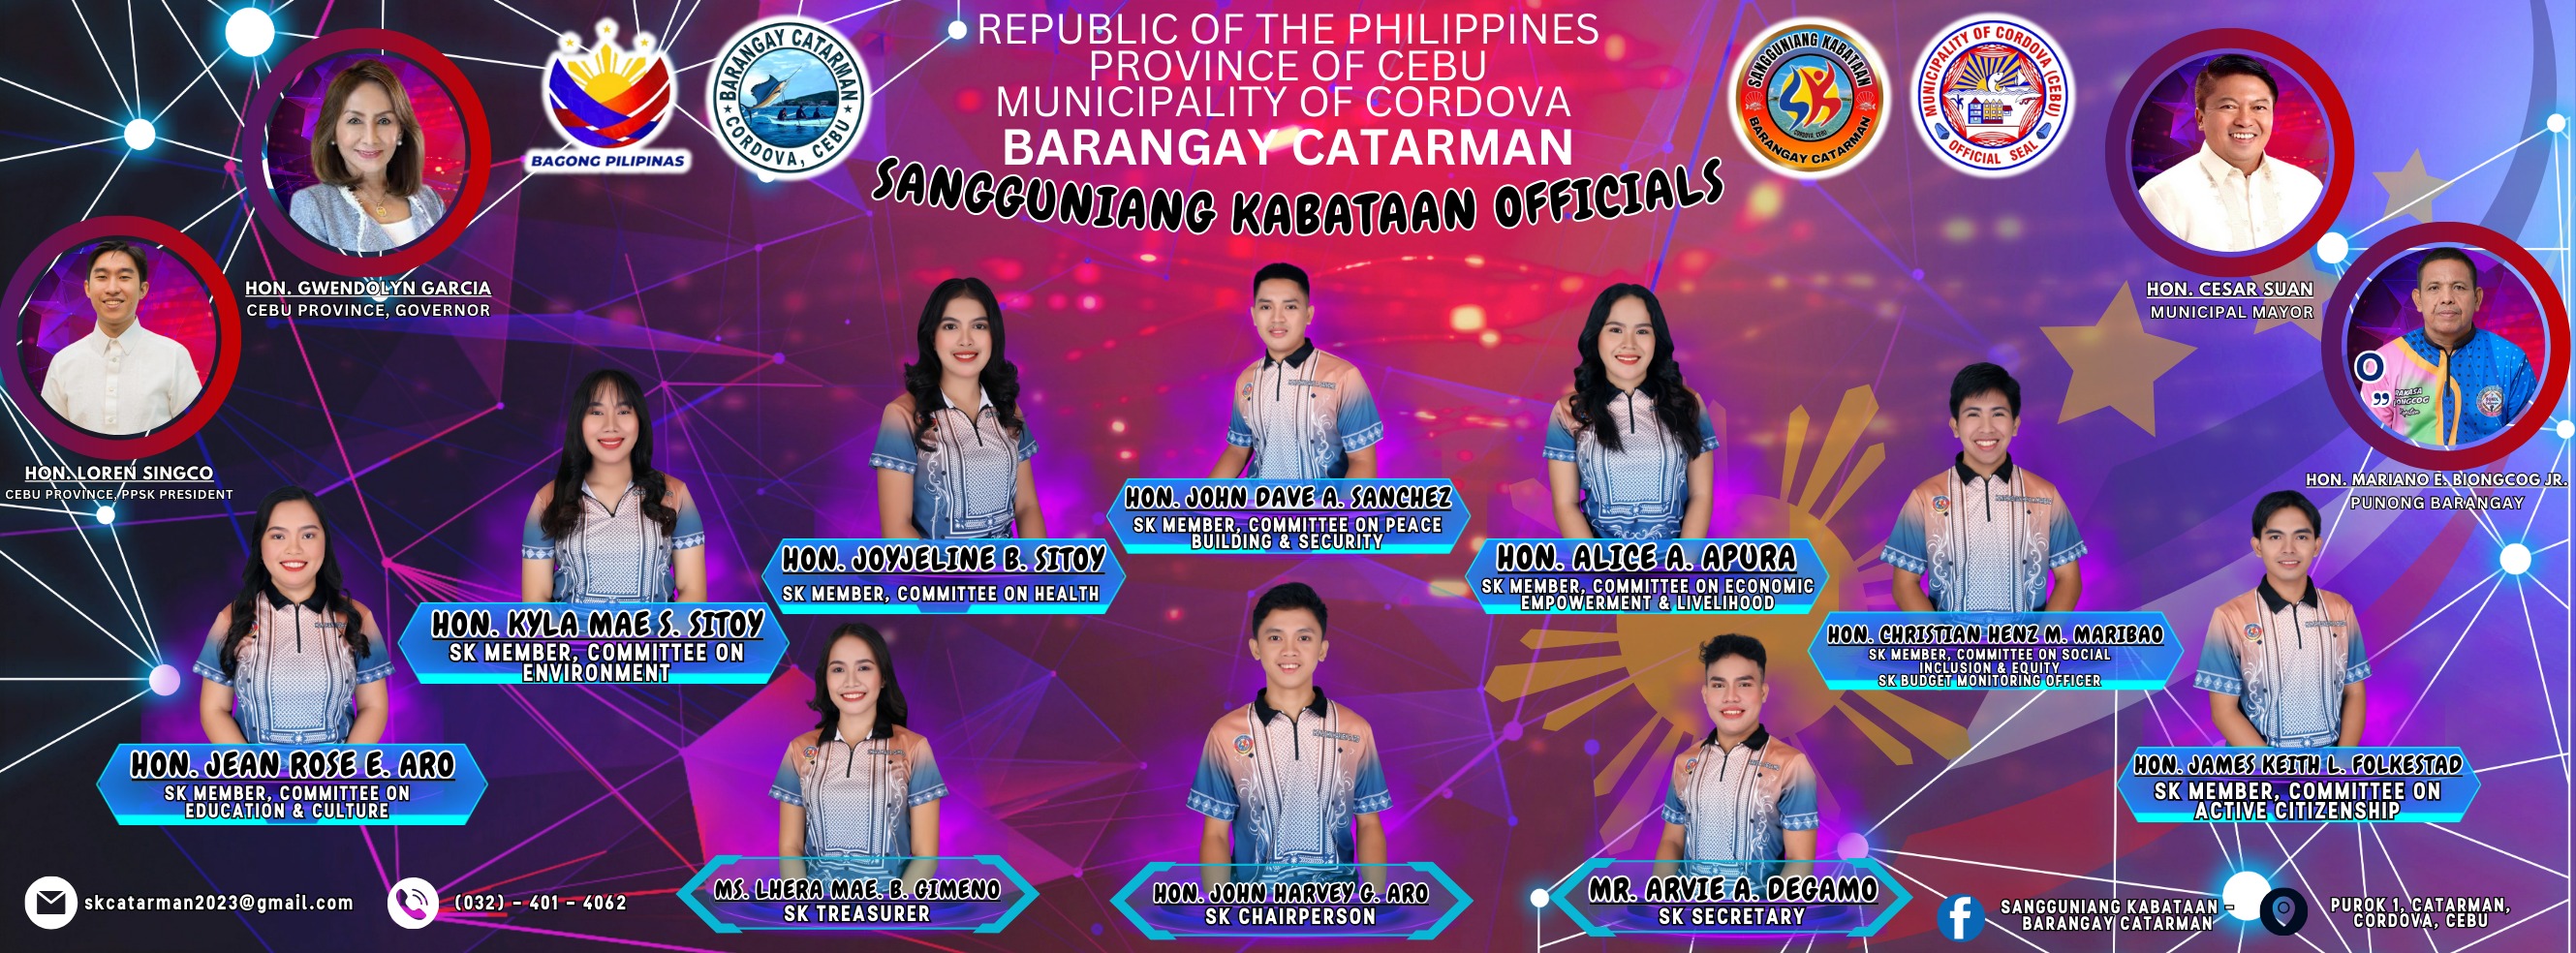 REPUBLIC OF THE PHILIPPINES
PROVINCE OF CEBU
MUNICIPALITY OF CORDOVA
BARANGAY CATARMAN
SANGGUNIANG KABATAAN OFFICIALS
BAGONG PILIPINAS
BARANGAY CATARMAN
CORDOVA, CEBU
SANGGUNIANG KABATAAN
CORDOVA, CEBU
BARANGAY CATARMAN
MUNICIPALITY OF CORDOVA (CEBU)
OFFICIAL SEAL
HON. GWENDOLYN GARCIA
CEBU PROVINCE, GOVERNOR
HON. CESAR SUAN
MUNICIPAL MAYOR
HON. LOREN SINGCO
CEBU PROVINCE, PPSK PRESIDENT
HON. MARIANO E. BIONGCOG JR.
PUNONG BARANGAY
HON. JOHN DAVE A. SANCHEZ
SK MEMBER, COMMITTEE ON PEACE
BUILDING & SECURITY
HON. JOYJELINE B. SITOY
SK MEMBER, COMMITTEE ON HEALTH
HON. ALICE A. APURA
SK MEMBER, COMMITTEE ON ECONOMIC
EMPOWERMENT & LIVELIHOOD
HON. KYLA MAE S. SITOY
SK MEMBER, COMMITTEE ON
ENVIRONMENT
HON. CHRISTIAN HENZ M. MARIBAO
SK MEMBER, COMMITTEE ON SOCIAL
INCLUSION & EQUITY
SK BUDGET MONITORING OFFICER
HON. JEAN ROSE E. ARO
SK MEMBER, COMMITTEE ON
EDUCATION & CULTURE
HON. JAMES KEITH L. FOLKESTAD
SK MEMBER, COMMITTEE ON
ACTIVE CITIZENSHIP
MS. LHERA MAE. B. GIMENO
SK TREASURER
HON. JOHN HARVEY G. ARO
SK CHAIRPERSON
MR. ARVIE A. DEGAMO
SK SECRETARY
skcatarman2023@gmail.com
(032) - 401 - 4062
SANGGUNIANG KABATAAN -
BARANGAY CATARMAN
PUROK 1, CATARMAN,
CORDOVA, CEBU